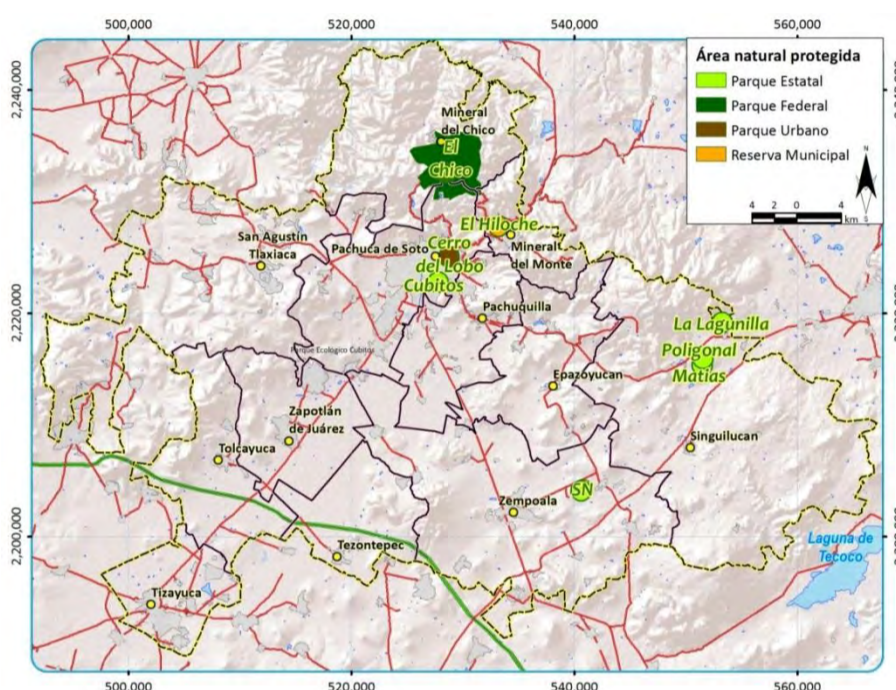 500,000
520,000
540,000
560,000
2,240,000
2,220,000
2,200,000
Área natural protegida
Parque Estatal
Parque Federal
Parque Urbano
Reserva Municipal
N
4 2 0 4
km
Mineral
del Chico
El
Chico
El Hiloche
San Agustín
Tlaxiaca
Pachuca de Soto
Cerro
del Lobo
Cubitos
Mineral
del Monte
Pachuquilla
La Lagunilla
Poligonal
Matías
Parque Ecológico Cubitos
Epazoyucan
Zapotlán
de Juárez
Tolcayuca
Singuilucan
SN
Zempoala
Tezontepec
Laguna de
Tecoco
Tizayuca
500,000
520,000
540,000
560,000